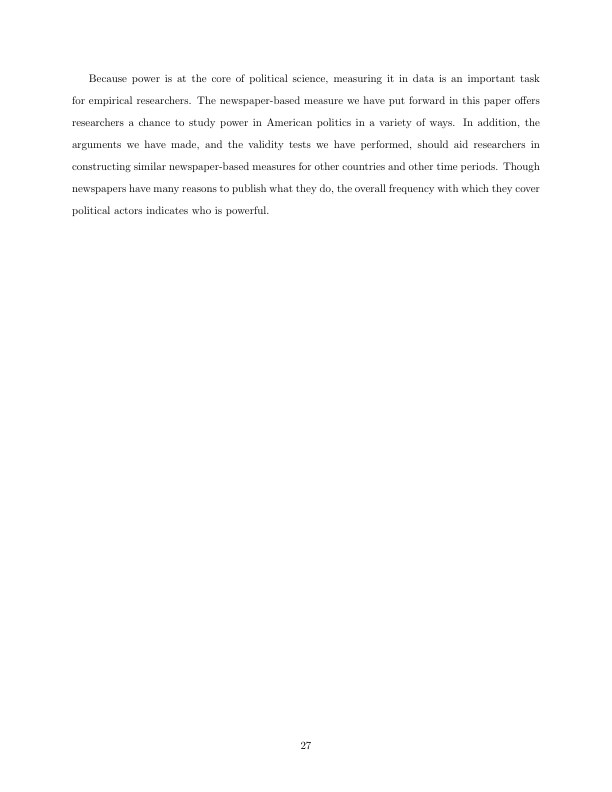 Because power is at the core of political science, measuring it in data is an important task
for empirical researchers. The newspaper-based measure we have put forward in this paper offers
researchers a chance to study power in American politics in a variety of ways. In addition, the
arguments we have made, and the validity tests we have performed, should aid researchers in
constructing similar newspaper-based measures for other countries and other time periods. Though
newspapers have many reasons to publish what they do, the overall frequency with which they cover
political actors indicates who is powerful.
27